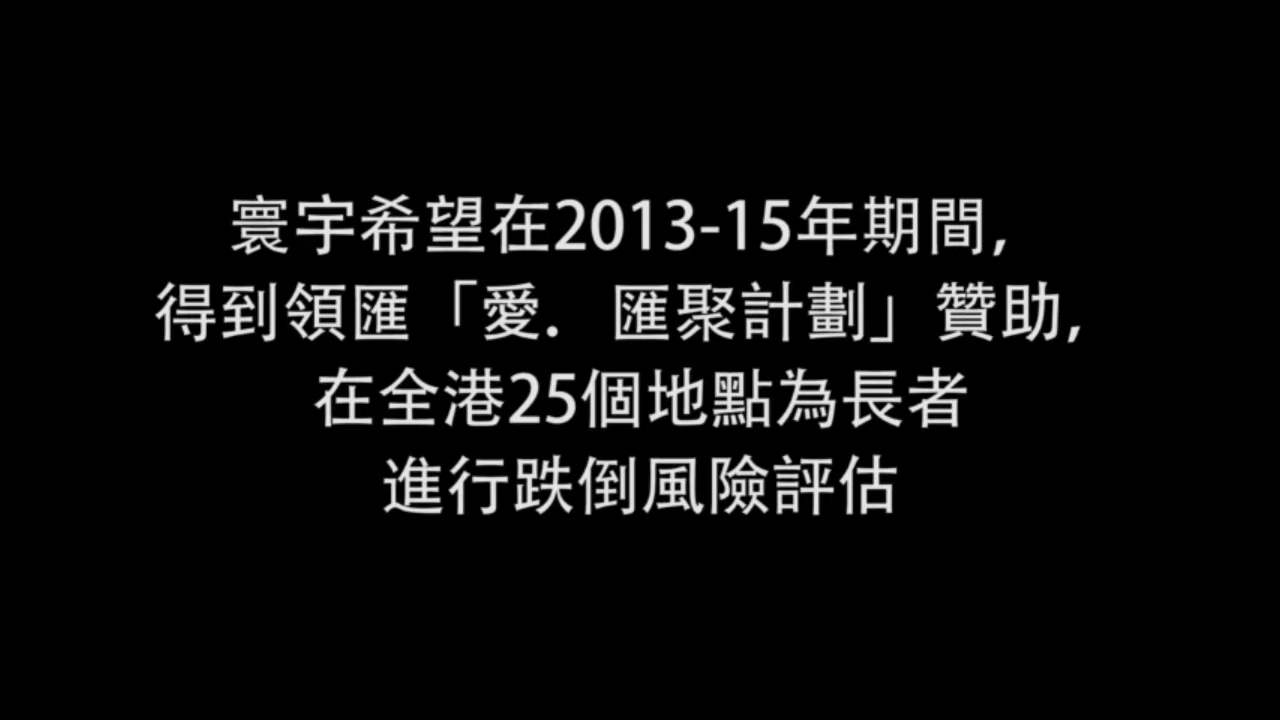 寰宇希望在2013-15年期間,
得到領匯「愛．匯聚計劃」贊助,
在全港25個地點為長者
進行跌倒風險評估